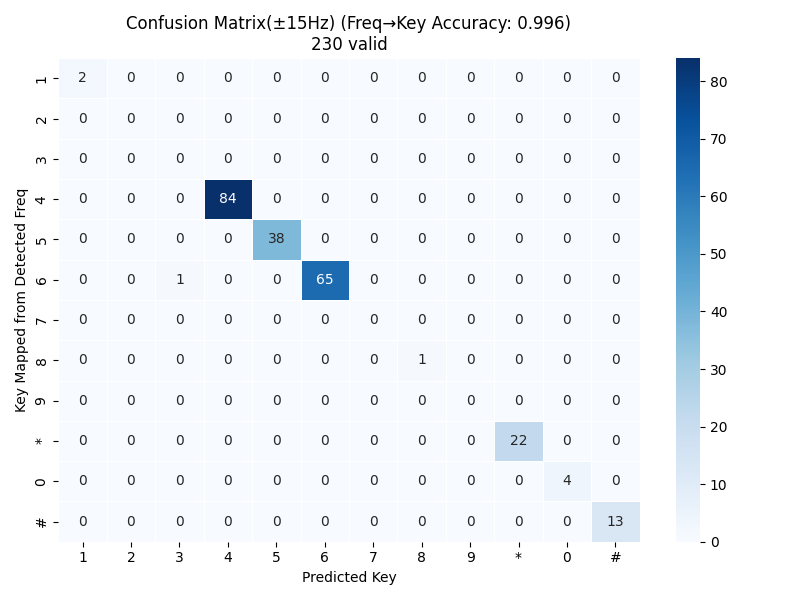 Confusion Matrix(±15Hz) (Freq→Key Accuracy: 0.996)
230 valid
1 2 0 0 0 0 0 0 0 0 0 0 0
2 0 0 0 0 0 0 0 0 0 0 0 0
3 0 0 0 0 0 0 0 0 0 0 0 0
4 0 0 0 84 0 0 0 0 0 0 0 0
5 0 0 0 0 38 0 0 0 0 0 0 0
6 0 0 1 0 0 65 0 0 0 0 0 0
7 0 0 0 0 0 0 0 0 0 0 0 0
8 0 0 0 0 0 0 0 1 0 0 0 0
9 0 0 0 0 0 0 0 0 0 0 0 0
* 0 0 0 0 0 0 0 0 0 22 0 0
0 0 0 0 0 0 0 0 0 0 0 4 0
# 0 0 0 0 0 0 0 0 0 0 0 13
1 2 3 4 5 6 7 8 9 * 0 #
Predicted Key
Key Mapped from Detected Freq
80
70
60
50
40
30
20
10
0